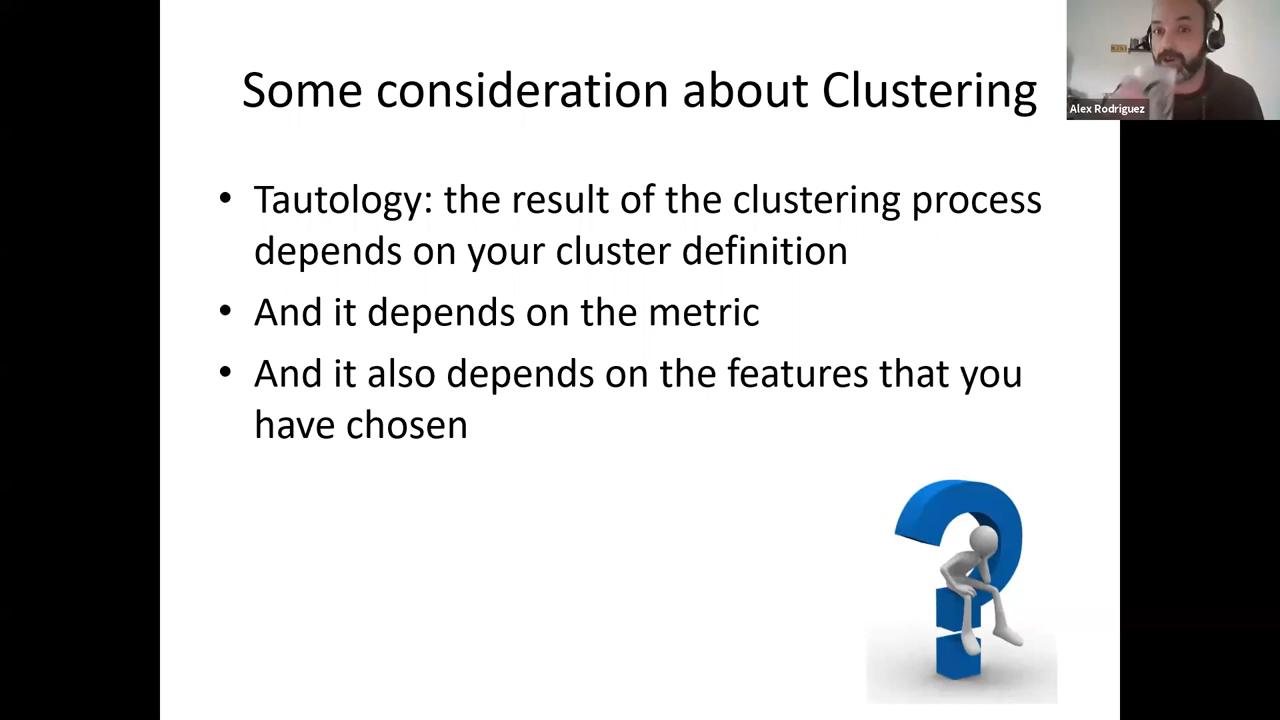 Some consideration about Clustering
Alex Rodriguez
• Tautology: the result of the clustering process
depends on your cluster definition
• And it depends on the metric
• And it also depends on the features that you
have chosen